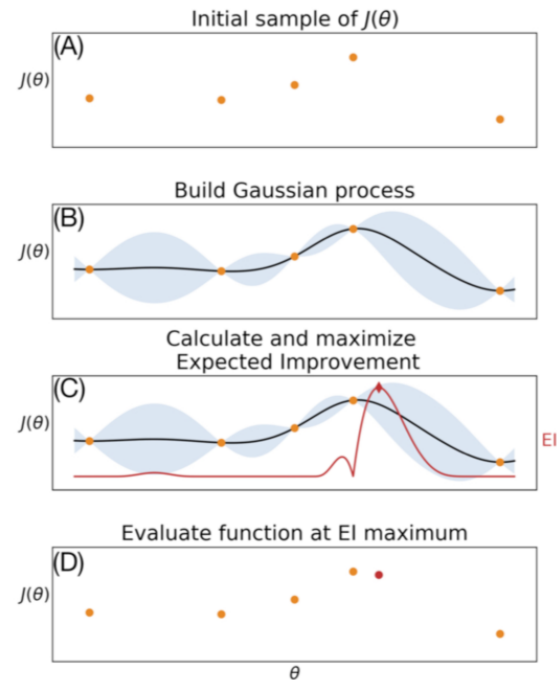 Initial sample of J(θ)
(A)
J(θ)
Build Gaussian process
(B)
J(θ)
Calculate and maximize
Expected Improvement
(C)
J(θ)
EI
Evaluate function at EI maximum
(D)
J(θ)
θ